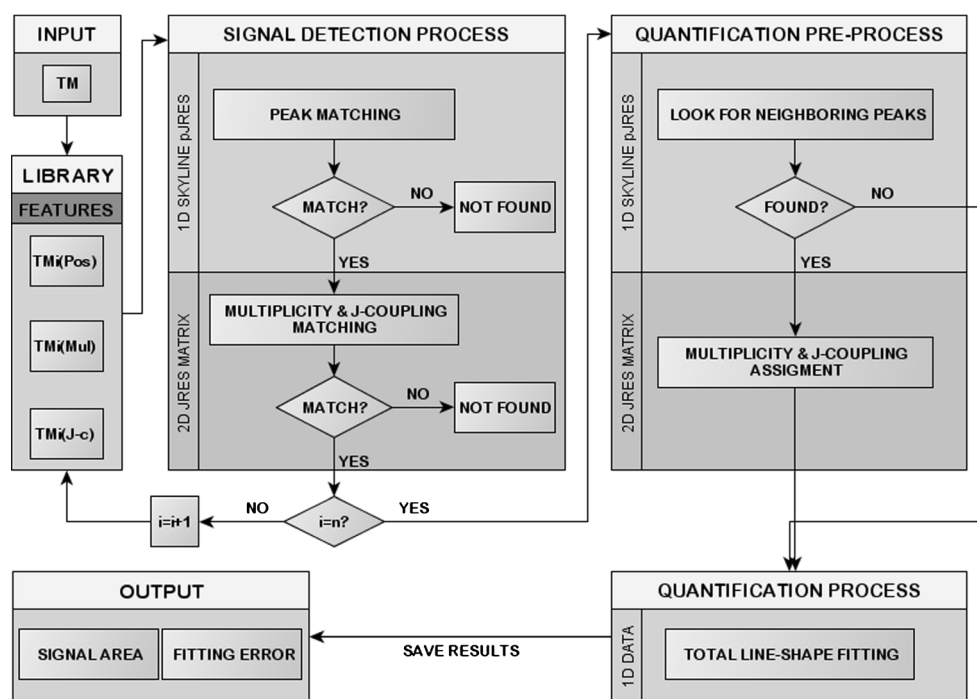 INPUT
TM
LIBRARY
FEATURES
TMi(Pos)
TMi(Mul)
TMi(J-c)
SIGNAL DETECTION PROCESS
1D SKYLINE pJRES
PEAK MATCHING
MATCH?
NO
NOT FOUND
YES
2D JRES MATRIX
MULTIPLICITY & J-COUPLING
MATCHING
MATCH?
NO
NOT FOUND
YES
i=n?
NO
i=i+1
YES
QUANTIFICATION PRE-PROCESS
1D SKYLINE pJRES
LOOK FOR NEIGHBORING PEAKS
FOUND?
NO
YES
2D JRES MATRIX
MULTIPLICITY & J-COUPLING
ASSIGMENT
QUANTIFICATION PROCESS
1D DATA
TOTAL LINE-SHAPE FITTING
SAVE RESULTS
OUTPUT
SIGNAL AREA
FITTING ERROR